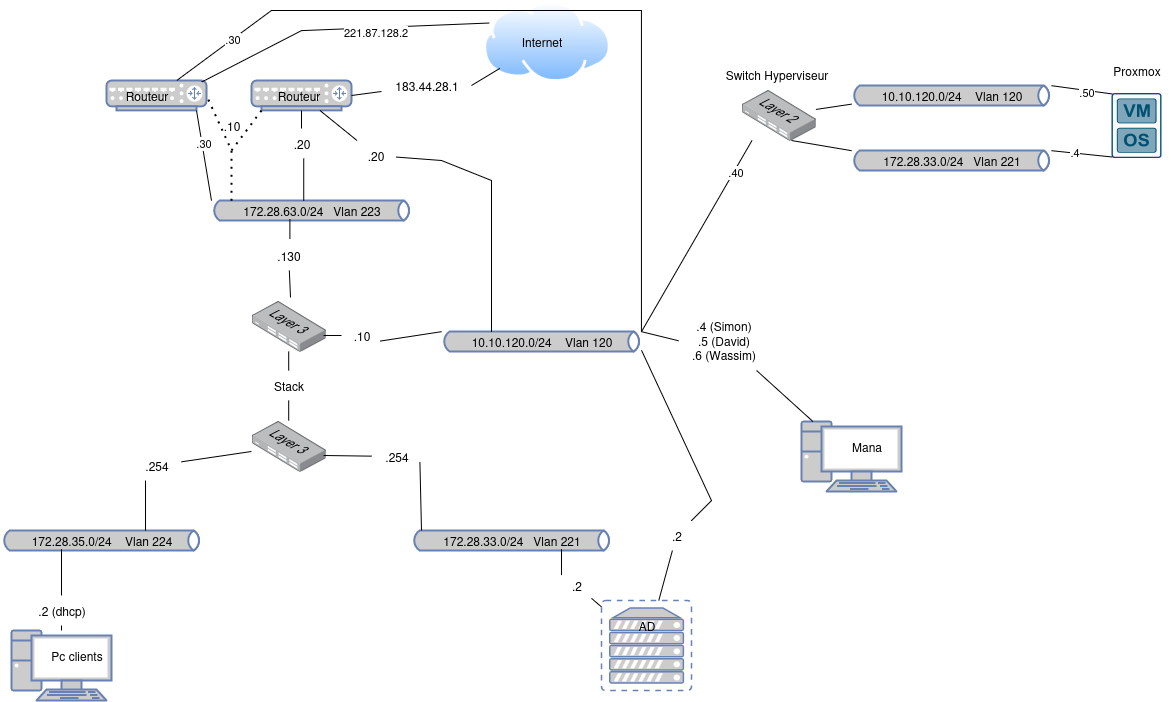 .30
221.87.128.2
Internet
Routeur
Routeur
183.44.28.1
.10
.30
.20
.20
172.28.63.0/24 Vlan 223
.130
Layer 3
.10
10.10.120.0/24 Vlan 120
Stack
Layer 3
.254
.254
172.28.35.0/24 Vlan 224
172.28.33.0/24 Vlan 221
.2 (dhcp)
Pc clients
.2
.2
AD
Switch Hyperviseur
Layer 2
10.10.120.0/24 Vlan 120
.50
Proxmox
VM
OS
172.28.33.0/24 Vlan 221
.4
.40
.4 (Simon)
.5 (David)
.6 (Wassim)
Mana